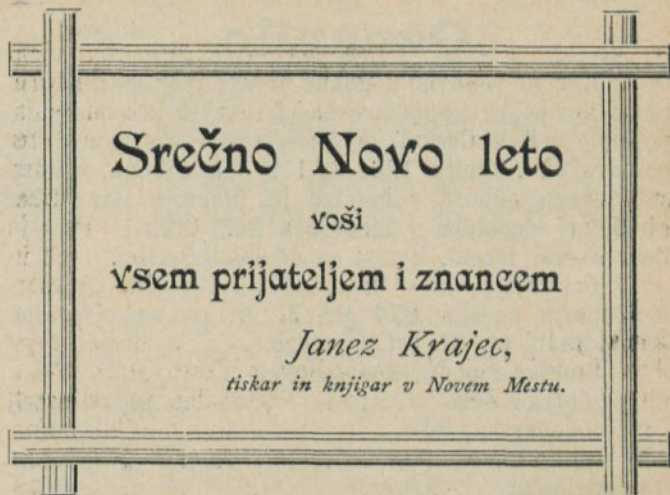 Srečno Novo leto
voši
vsem prijateljem i znancem
Janez Krajec,
tiskar in knjigar v Novem Mestu.